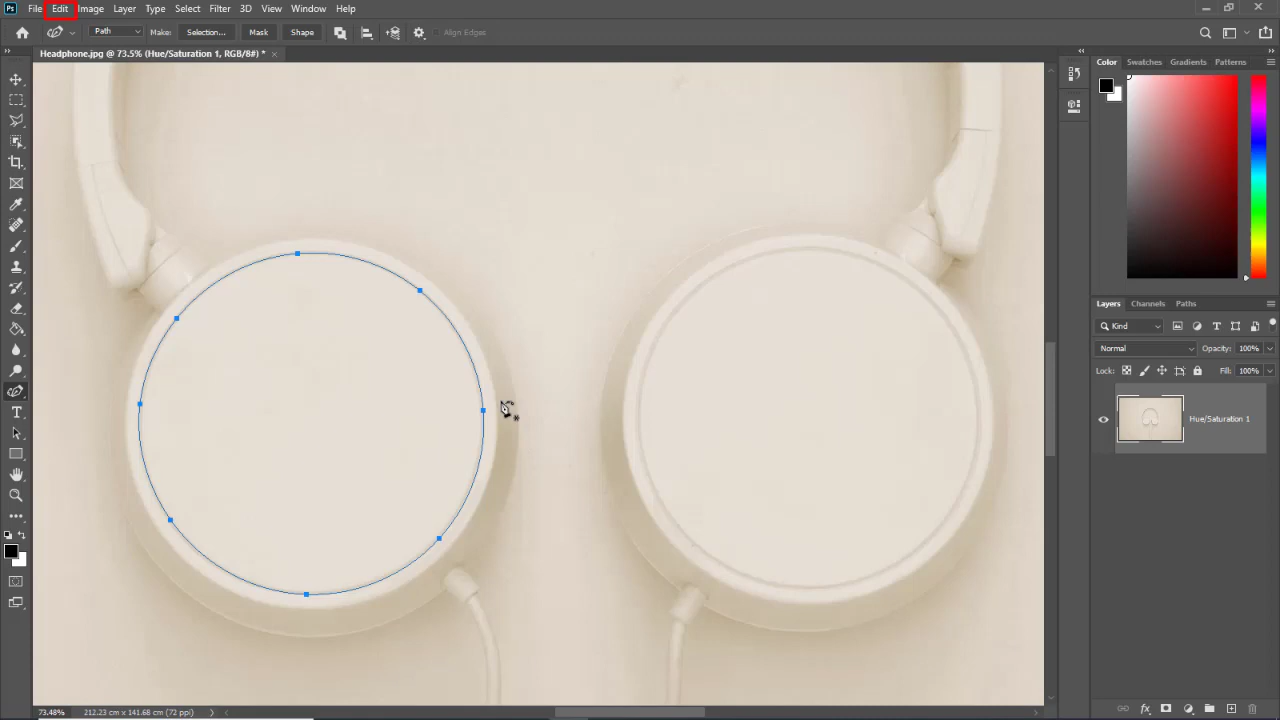 Ps File Edit Image Layer Type Select Filter 3D View Window Help
Path Make: Selection... Mask Shape Align Edges
Headphone.jpg @ 73.5% (Hue/Saturation 1, RGB/8#) *
Color Swatches Gradients Patterns
Layers Channels Paths
Kind
Normal Opacity: 100%
Lock: Fill: 100%
Hue/Saturation 1
73.48% 212.23 cm x 141.68 cm (72 ppi)